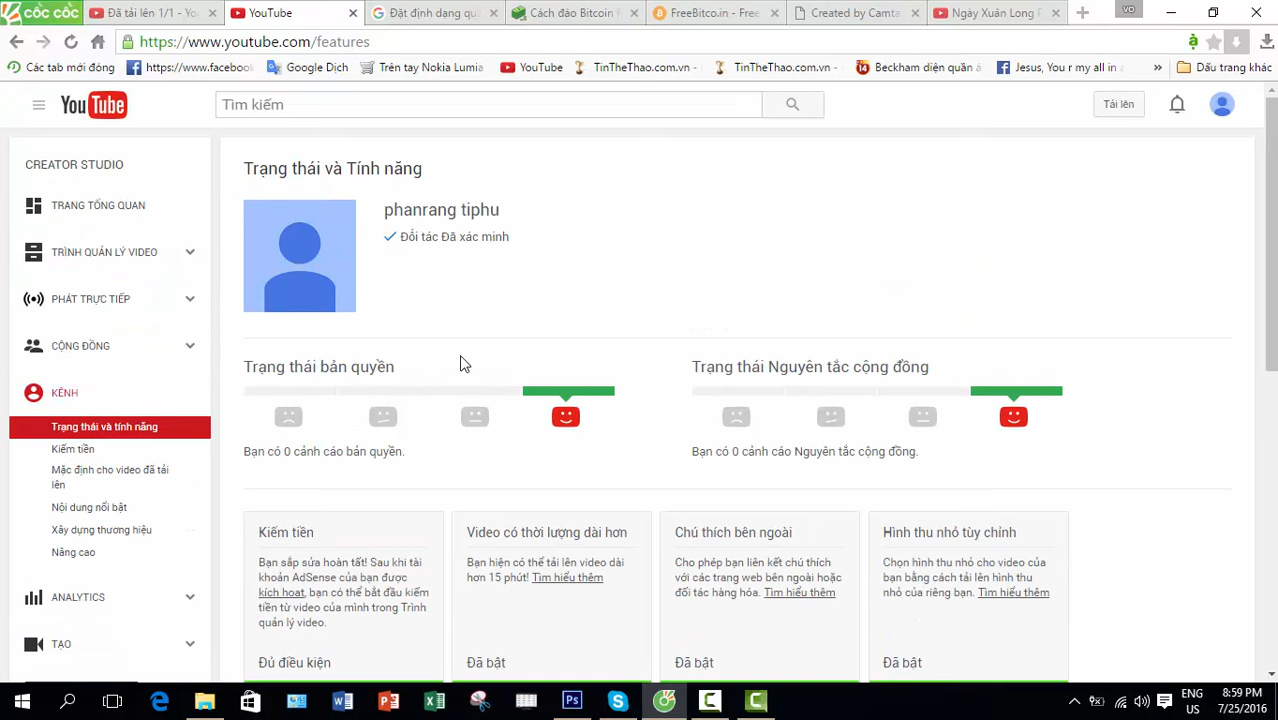 cốc cốc
Đã tải lên 1/1 - Yo
YouTube
Đặt định dạng quả
Cách đảo Bitcoin F
FreeBitco.in - Free
Created by Camta
Ngày Xuân Long P
VO
https://www.youtube.com/features
Các tab mới đóng
https://www.facebook
Google Dịch
Trên tay Nokia Lumia
YouTube
TinTheThao.com.vn -
TinTheThao.com.vn -
Beckham diện quần á
Jesus, You r my all in
»
Dấu trang khác
YouTube
Tìm kiếm
Tải lên
CREATOR STUDIO
TRANG TỔNG QUAN
TRÌNH QUẢN LÝ VIDEO
PHÁT TRỰC TIẾP
CỘNG ĐỒNG
KÊNH
Trạng thái và tính năng
Kiếm tiền
Mặc định cho video đã tải
lên
Nội dung nổi bật
Xây dựng thương hiệu
Nâng cao
ANALYTICS
TẠO
Trạng thái và Tính năng
phanrang tiphu
Đối tác Đã xác minh
Trạng thái bản quyền
Bạn có 0 cảnh cáo bản quyền.
Trạng thái Nguyên tắc cộng đồng
Bạn có 0 cảnh cáo Nguyên tắc cộng đồng.
Kiếm tiền
Bạn sắp sửa hoàn tất! Sau khi tài
khoản AdSense của bạn được
kích hoạt, bạn có thể bắt đầu kiếm
tiền từ video của mình trong Trình
quản lý video.
Đủ điều kiện
Video có thời lượng dài hơn
Bạn hiện có thể tải lên video dài
hơn 15 phút! Tìm hiểu thêm
Đã bật
Chú thích bên ngoài
Cho phép bạn liên kết chú thích
với các trang web bên ngoài hoặc
đối tác hàng hóa. Tìm hiểu thêm
Đã bật
Hình thu nhỏ tùy chỉnh
Chọn hình thu nhỏ cho video của
bạn bằng cách tải lên hình thu
nhỏ của riêng bạn. Tìm hiểu thêm
Đã bật
ENG
US
8:59 PM
7/25/2016